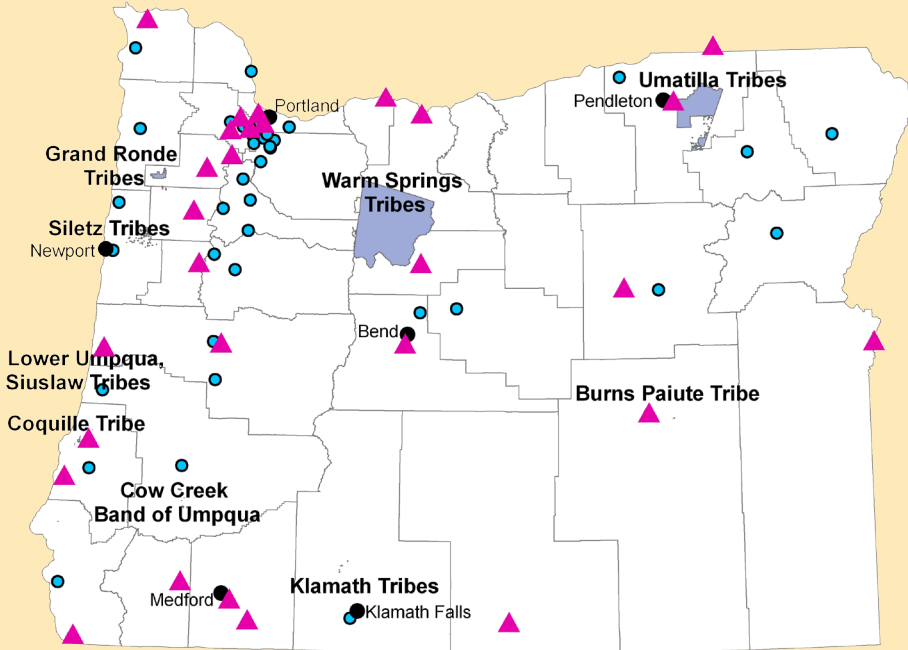 Portland
Umatilla Tribes
Pendleton
Grand Ronde
Tribes
Warm Springs
Tribes
Siletz Tribes
Newport
Bend
Lower Umpqua,
Siuslaw Tribes
Burns Paiute Tribe
Coquille Tribe
Cow Creek
Band of Umpqua
Klamath Tribes
Medford
Klamath Falls